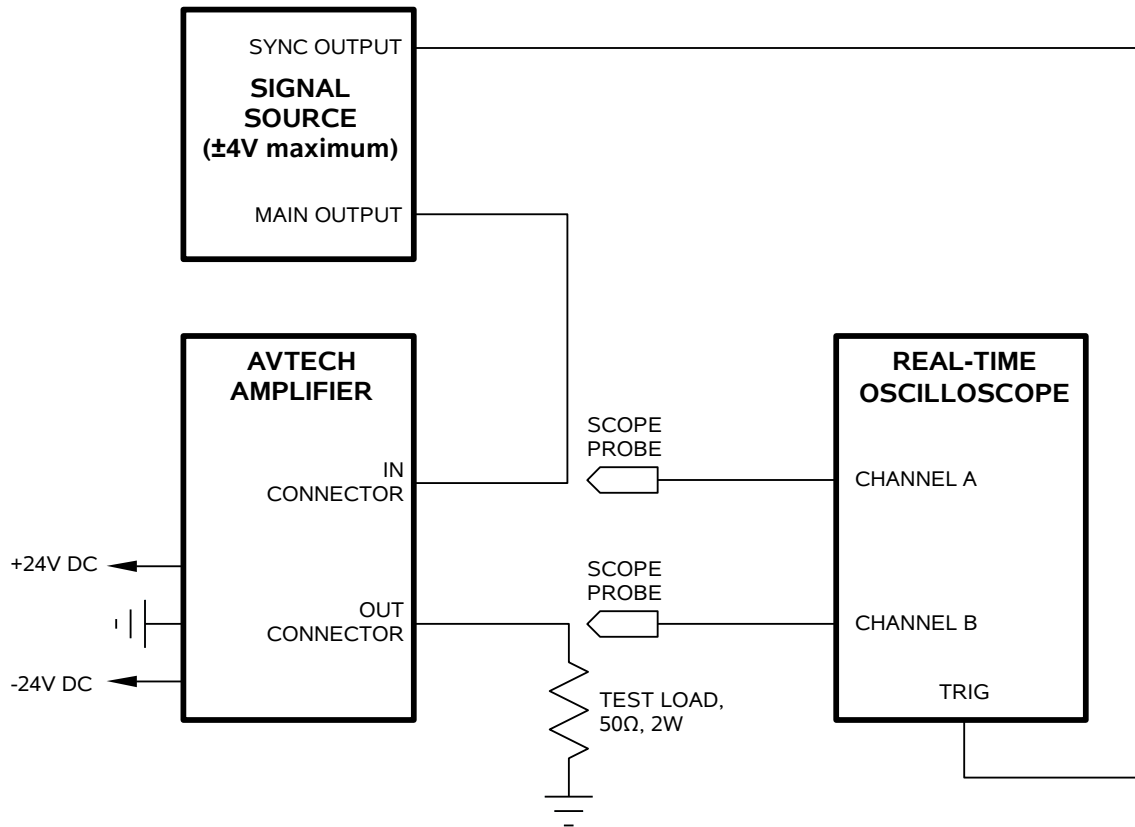 SYNC OUTPUT
SIGNAL
SOURCE
(±4V maximum)
MAIN OUTPUT
AVTECH
AMPLIFIER
IN
CONNECTOR
OUT
CONNECTOR
+24V DC
-24V DC
SCOPE
PROBE
SCOPE
PROBE
TEST LOAD,
50Ω, 2W
REAL-TIME
OSCILLOSCOPE
CHANNEL A
CHANNEL B
TRIG